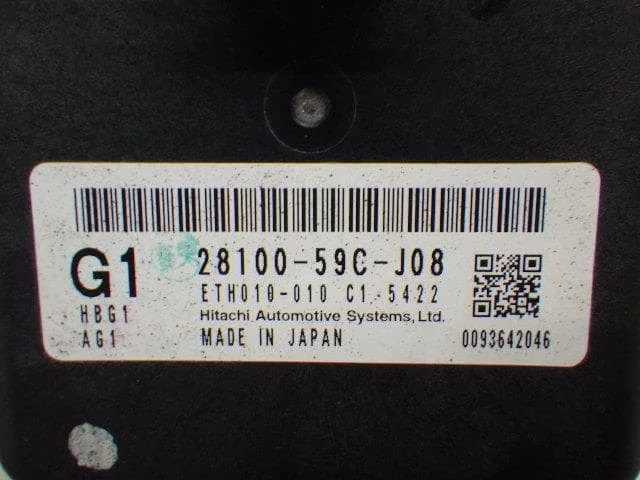 G1
28100-59C-J08
HBG1
ETH010-010 C1 5422
Hitachi Automotive Systems, Ltd.
AG1
MADE IN JAPAN
0093642046